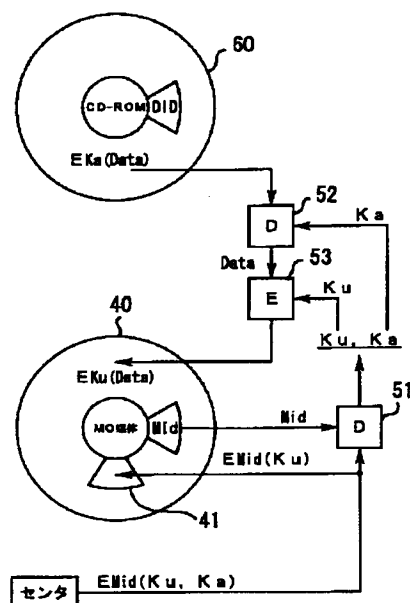 60
CD-ROM DID
EKa(Data)
52
D
Ka
Data
53
E
Ku
40
EKu(Data)
Ku, Ka
51
MO媒体 Mid
Mid
D
EMid(Ku)
41
センタ
EMid(Ku, Ka)